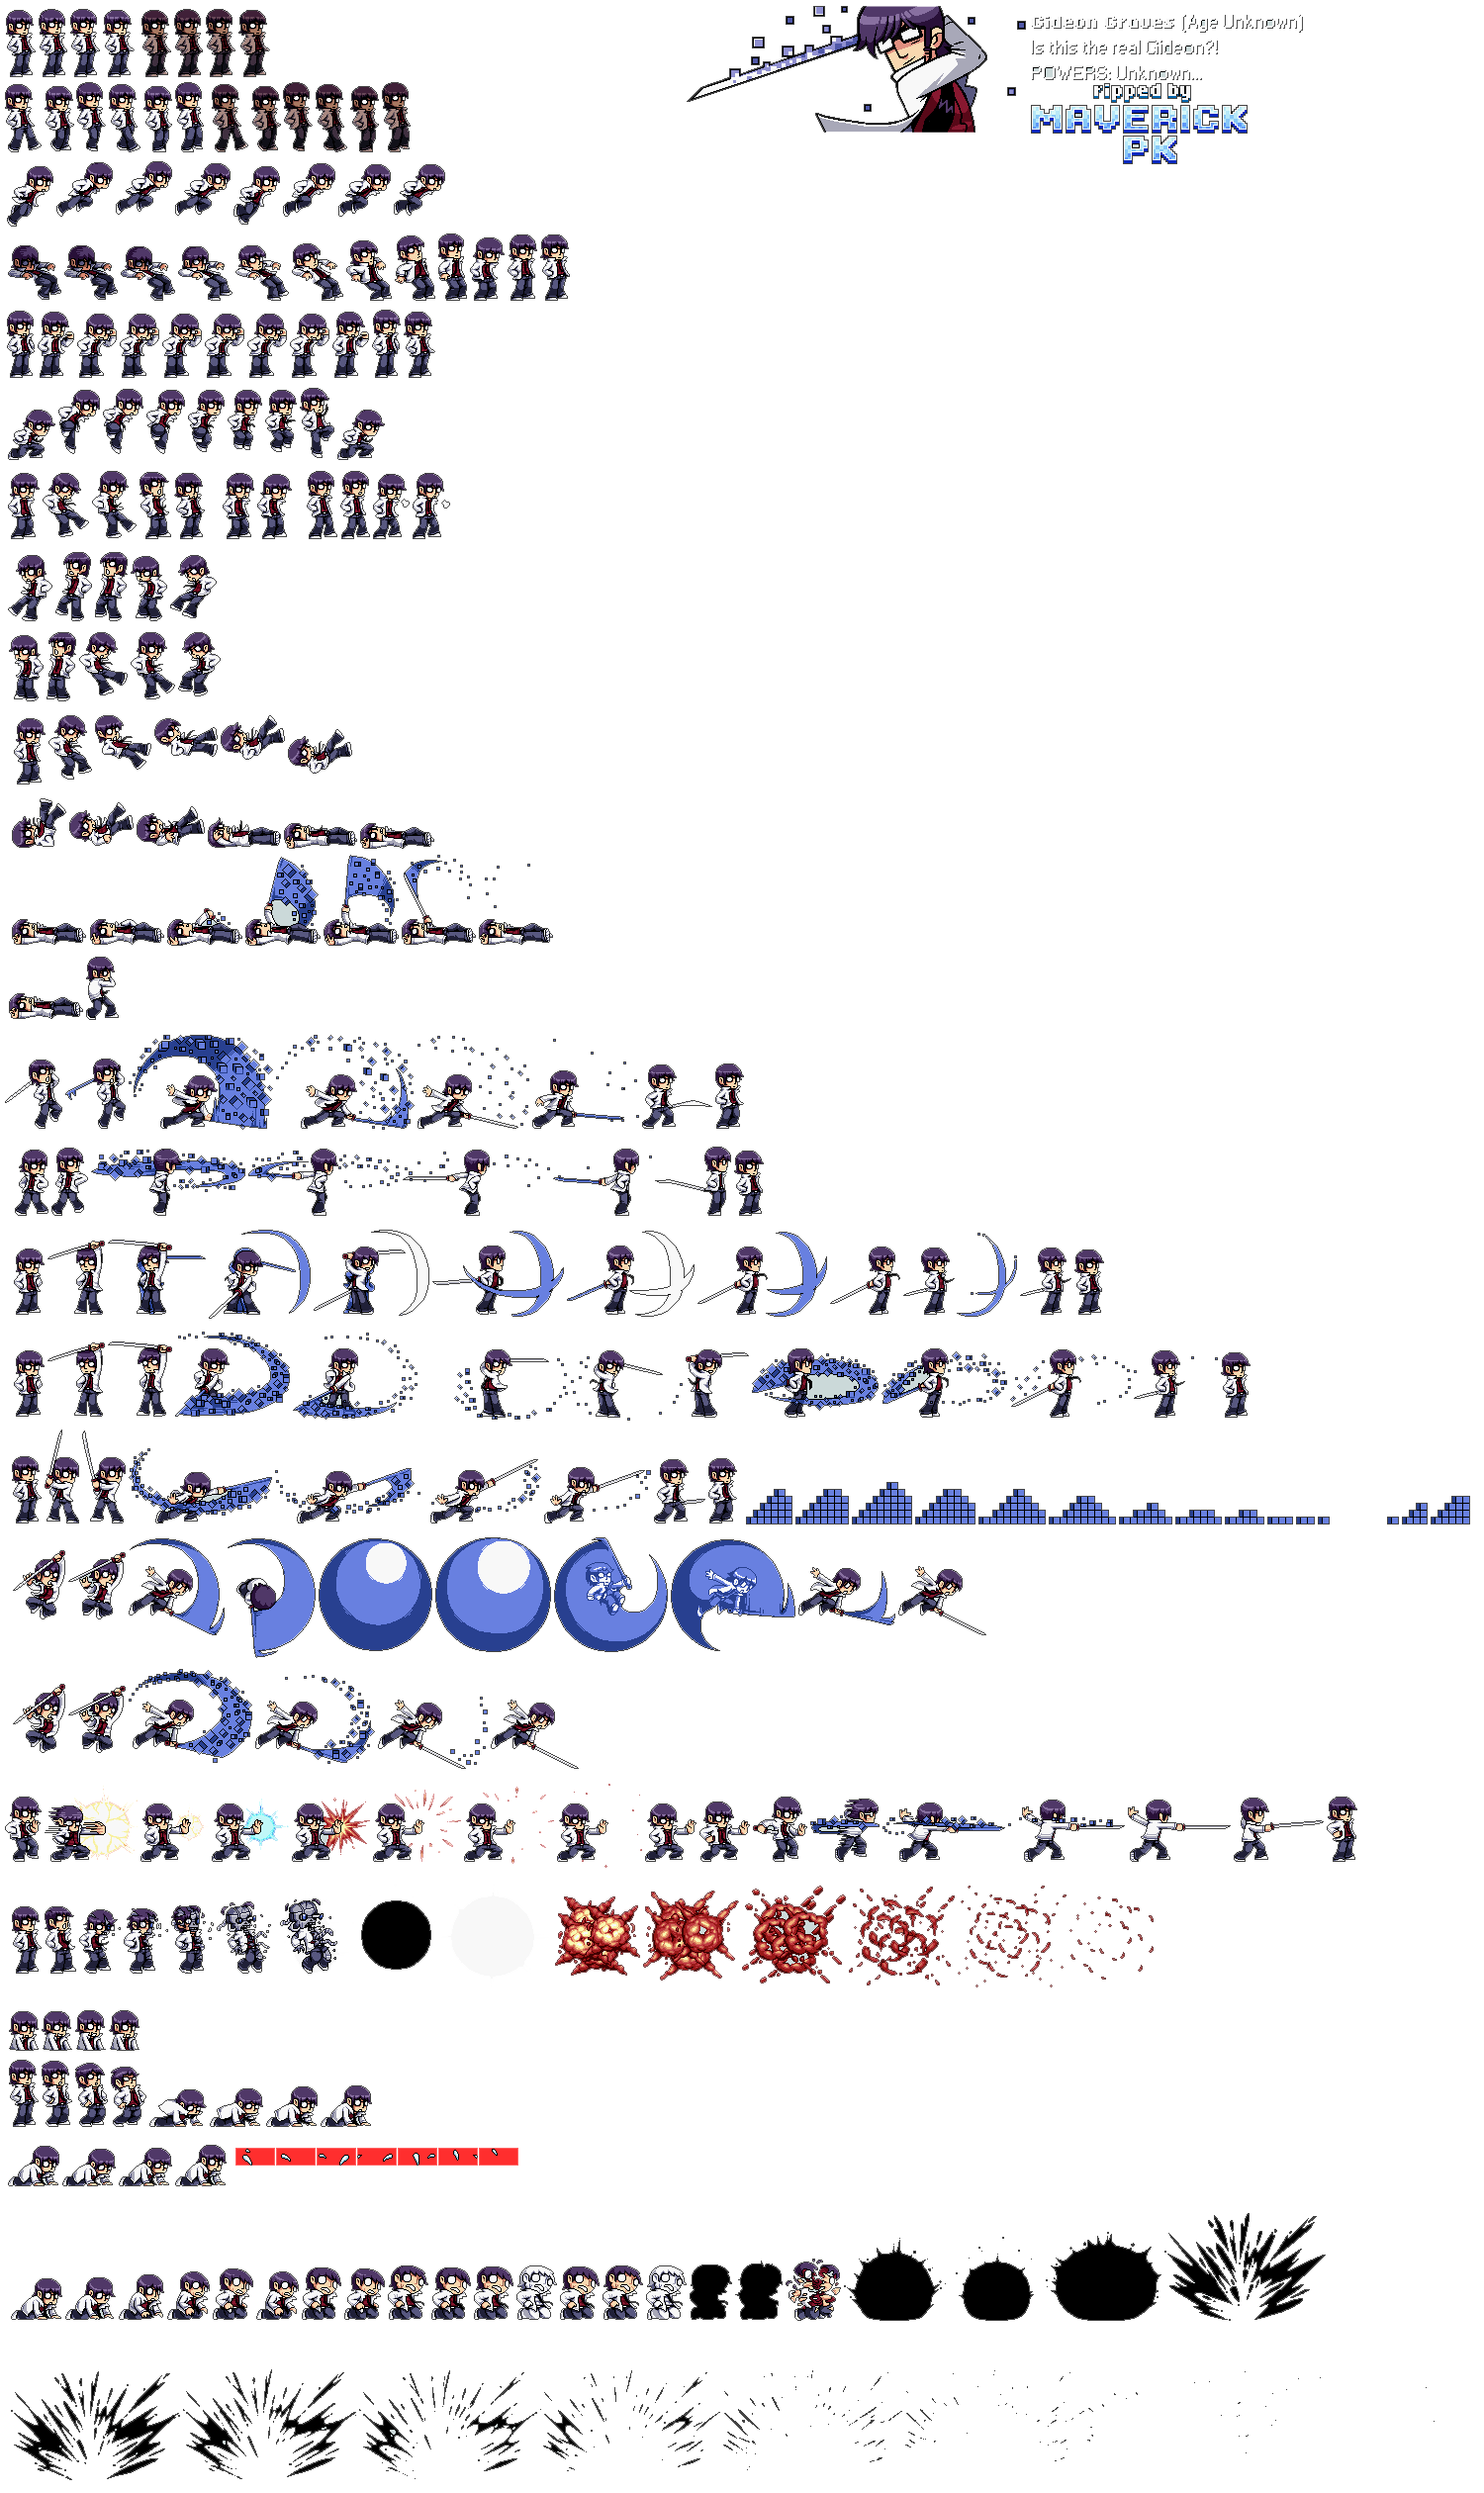 Gideon Graves (Age Unknown)
Is this the real Gideon?!
POWERS: Unknown...
ripped by
MAVERICK
PK